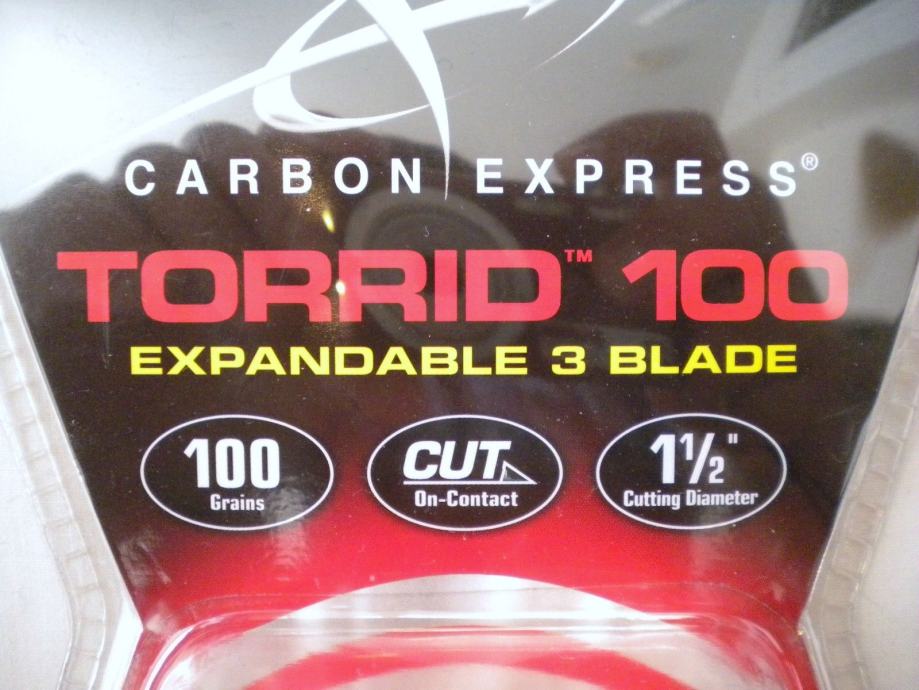 CARBON EXPRESS®
TORRID™ 100
EXPANDABLE 3 BLADE
100
Grains
CUT
On-Contact
1½"
Cutting Diameter